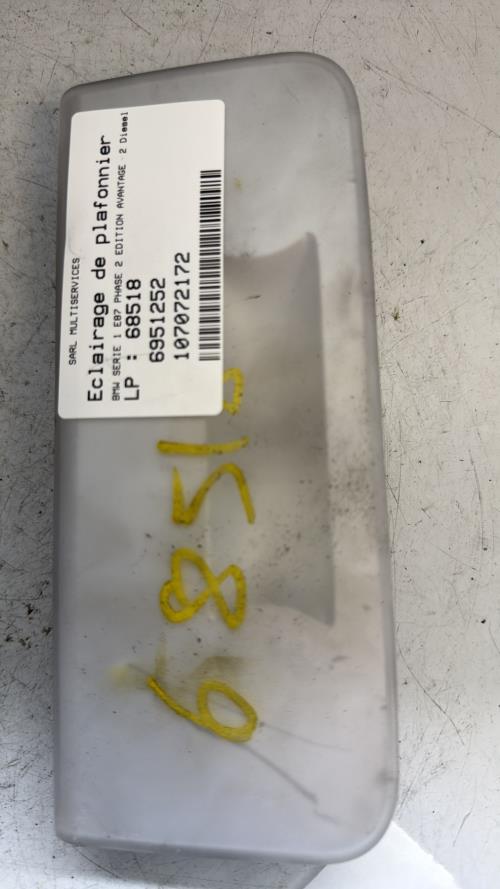 SARL MULTISERVICES
Eclairage de plafonnier
BMW SERIE 1 E87 PHASE 2 EDITION AVANTAGE - 2 Diesel
LP : 68518
6951252
107072172
68518